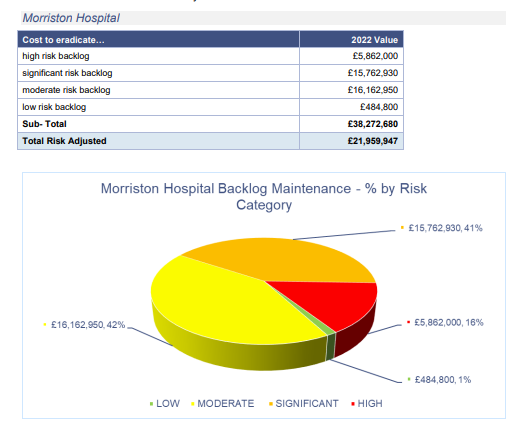 Morriston Hospital
Cost to eradicate... 2022 Value
high risk backlog £5,862,000
significant risk backlog £15,762,930
moderate risk backlog £16,162,950
low risk backlog £484,800
Sub- Total £38,272,680
Total Risk Adjusted £21,959,947
Morriston Hospital Backlog Maintenance - % by Risk
Category
£15,762,930, 41%
£16,162,950, 42%
£5,862,000, 16%
£484,800, 1%
LOW MODERATE SIGNIFICANT HIGH